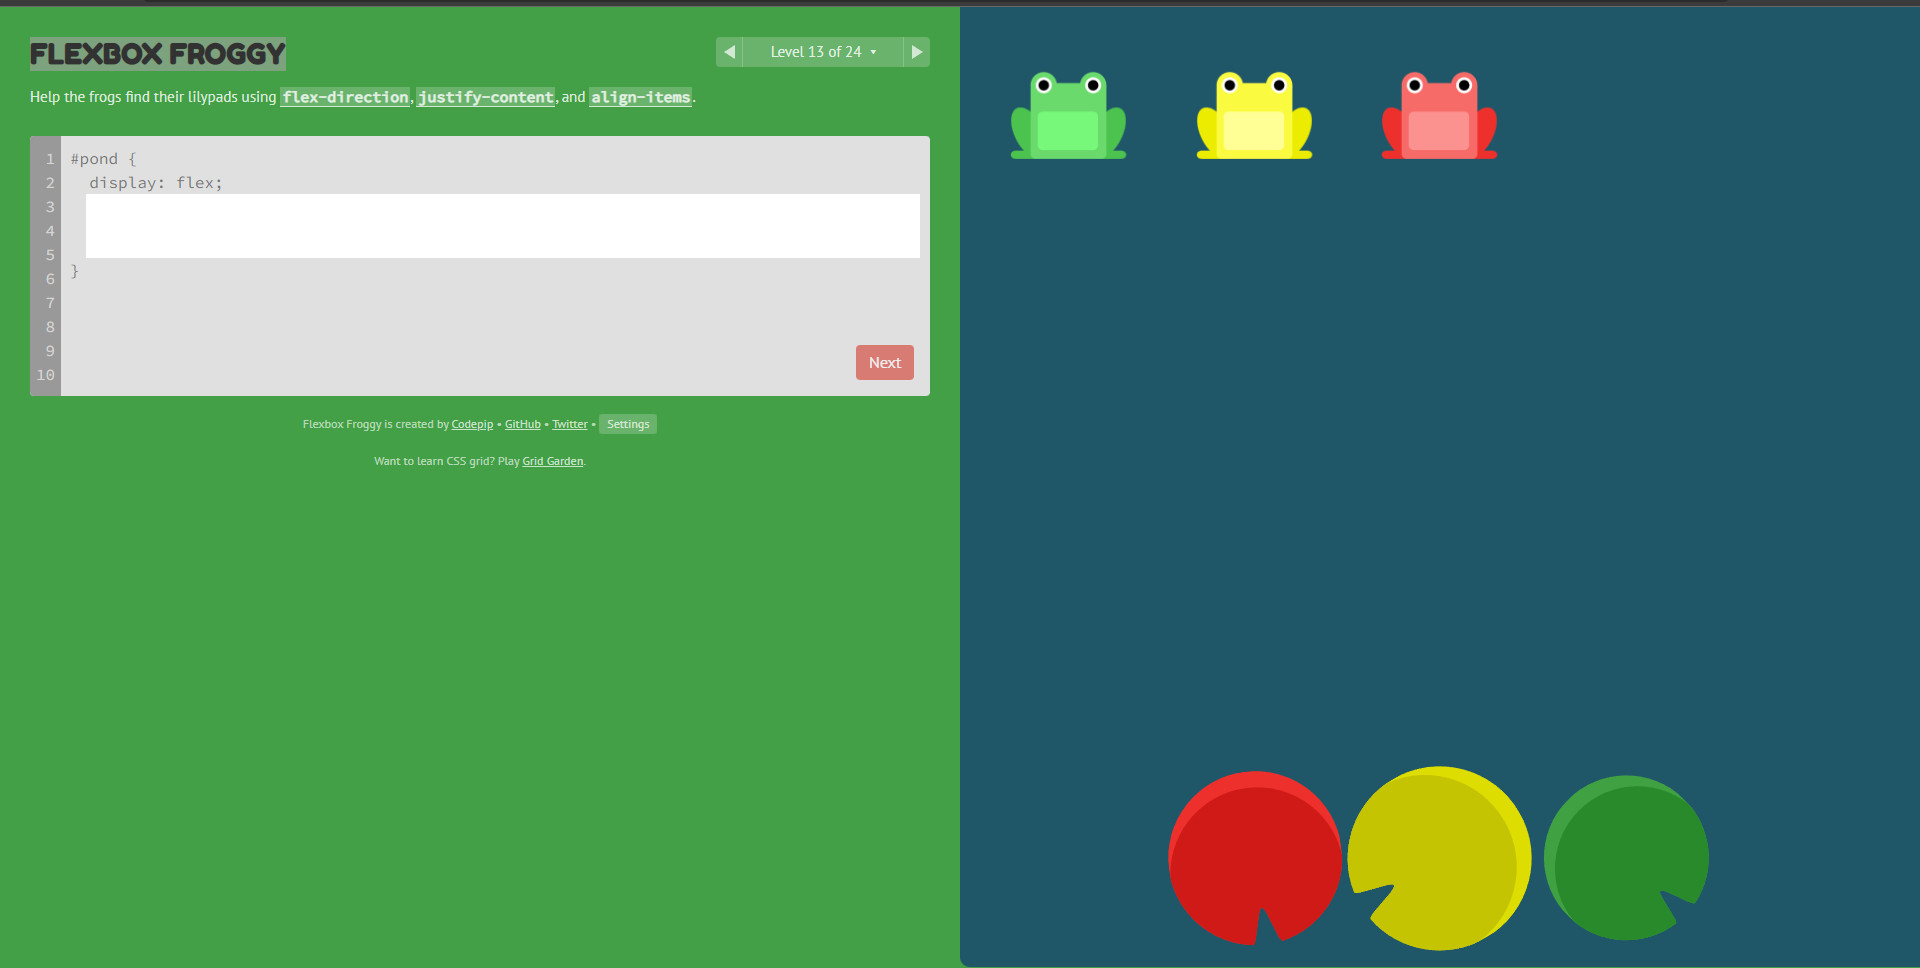 FLEXBOX FROGGY
◀ Level 13 of 24 ▾ ▶
Help the frogs find their lilypads using flex-direction, justify-content, and align-items.
1 #pond {
2 display: flex;
3
4
5
6 }
7
8
9
10
Next
Flexbox Froggy is created by Codepip • GitHub • Twitter • Settings
Want to learn CSS grid? Play Grid Garden.